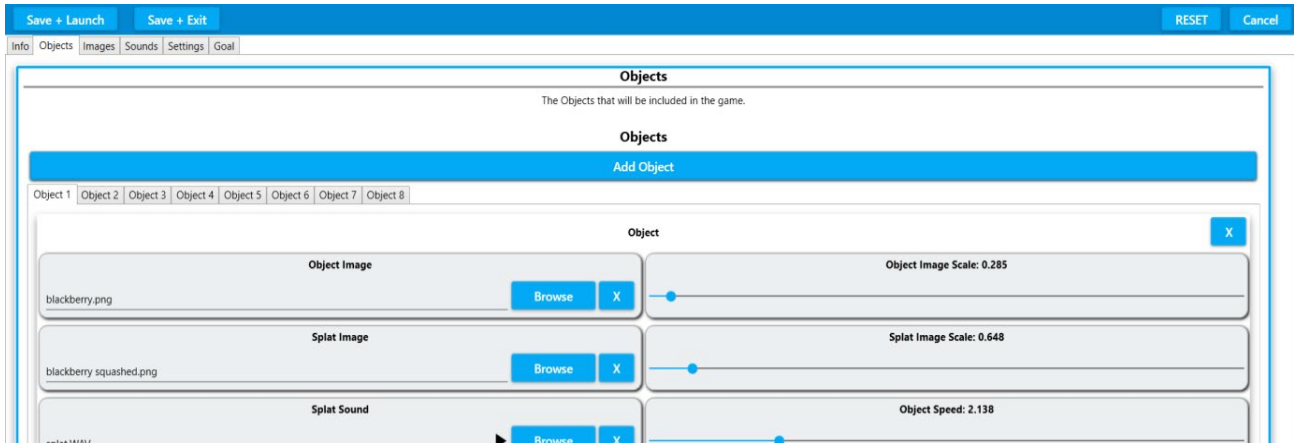 Save + Launch Save + Exit RESET Cancel
Info Objects Images Sounds Settings Goal
Objects
The Objects that will be included in the game.
Objects
Add Object
Object 1 Object 2 Object 3 Object 4 Object 5 Object 6 Object 7 Object 8
Object X
Object Image Object Image Scale: 0.285
blackberry.png Browse X
Splat Image Splat Image Scale: 0.648
blackberry squashed.png Browse X
Splat Sound Object Speed: 2.138
splat.WAV Browse X